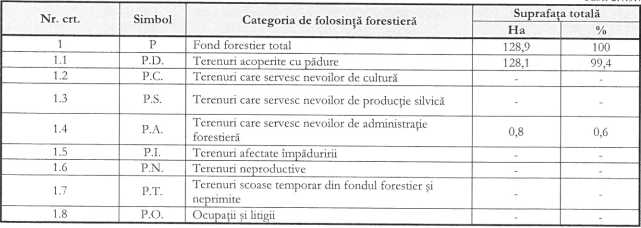 Nr. crt. Simbol Categoria de folosință forestieră Suprafața totală
Ha %
1 P Fond forestier total 128,9 100
1.1 P.D. Terenuri acoperite cu pădure 128,1 99,4
1.2 P.C. Terenuri care servesc nevoilor de cultură - -
1.3 P.S. Terenuri care servesc nevoilor de producție silvică - -
1.4 P.A. Terenuri care servesc nevoilor de administrație
forestieră 0,8 0,6
1.5 P.I. Terenuri afectate împăduririi - -
1.6 P.N. Terenuri neproductive - -
1.7 P.T. Terenuri scoase temporar din fondul forestier și
neprimite - -
1.8 P.O. Ocupații și litigii - -